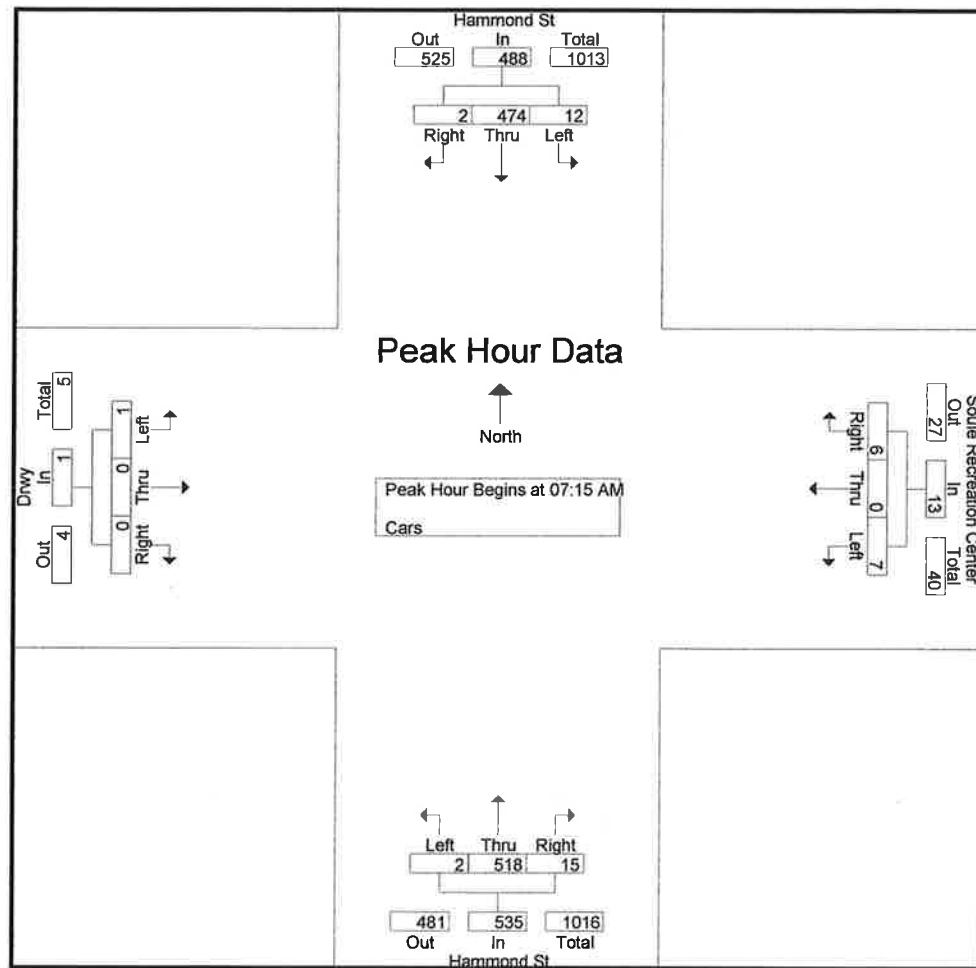 Hammond St
Out In Total
525 488 1013
2 474 12
Right Thru Left
Peak Hour Data
North
Peak Hour Begins at 07:15 AM
Cars
Drwy
Out In Total
4 1 5
1 0 0
Left Thru Right
Soule Recreation Center
Out In Total
27 13 40
6 0 7
Right Thru Left
Left Thru Right
2 518 15
481 535 1016
Out In Total
Hammond St